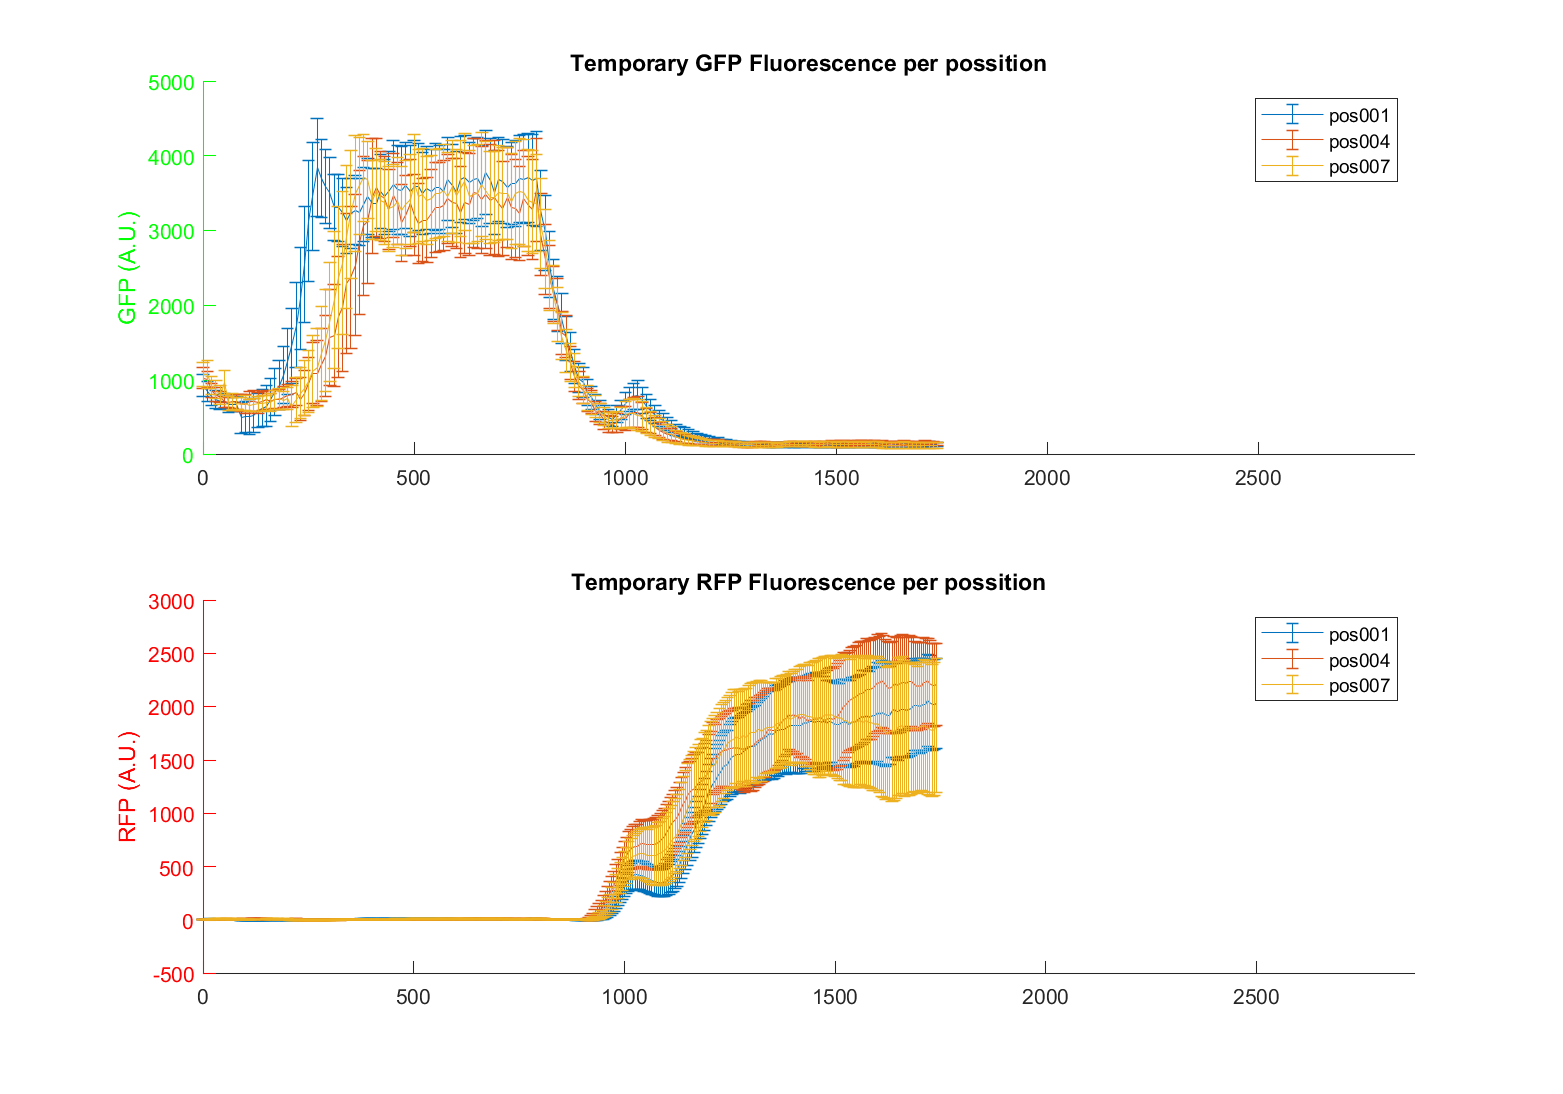 Temporary GFP Fluorescence per possition
5000
4000
3000
2000
1000
0
GFP (A.U.)
0 500 1000 1500 2000 2500
pos001
pos004
pos007
Temporary RFP Fluorescence per possition
3000
2500
2000
1500
1000
500
0
-500
RFP (A.U.)
0 500 1000 1500 2000 2500
pos001
pos004
pos007